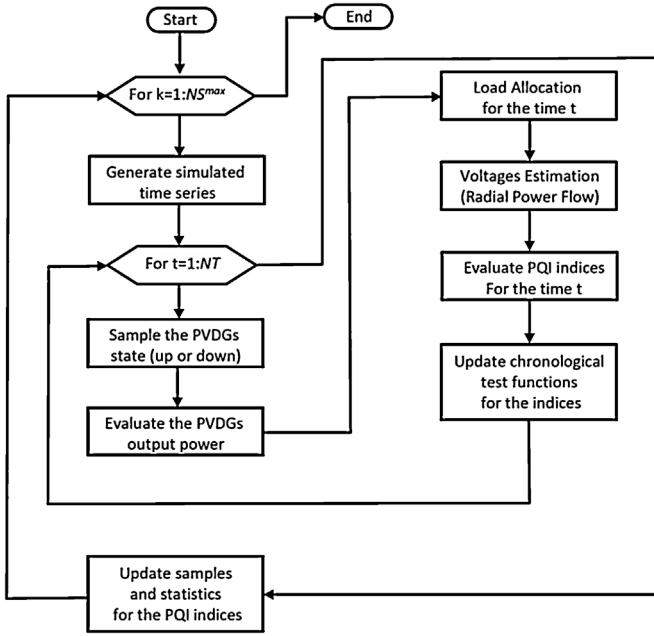 Start
End
For k=1:NSmax
Generate simulated
time series
For t=1:NT
Sample the PVDGs
state (up or down)
Evaluate the PVDGs
output power
Load Allocation
for the time t
Voltages Estimation
(Radial Power Flow)
Evaluate PQI indices
For the time t
Update chronological
test functions
for the indices
Update samples
and statistics
for the PQI indices